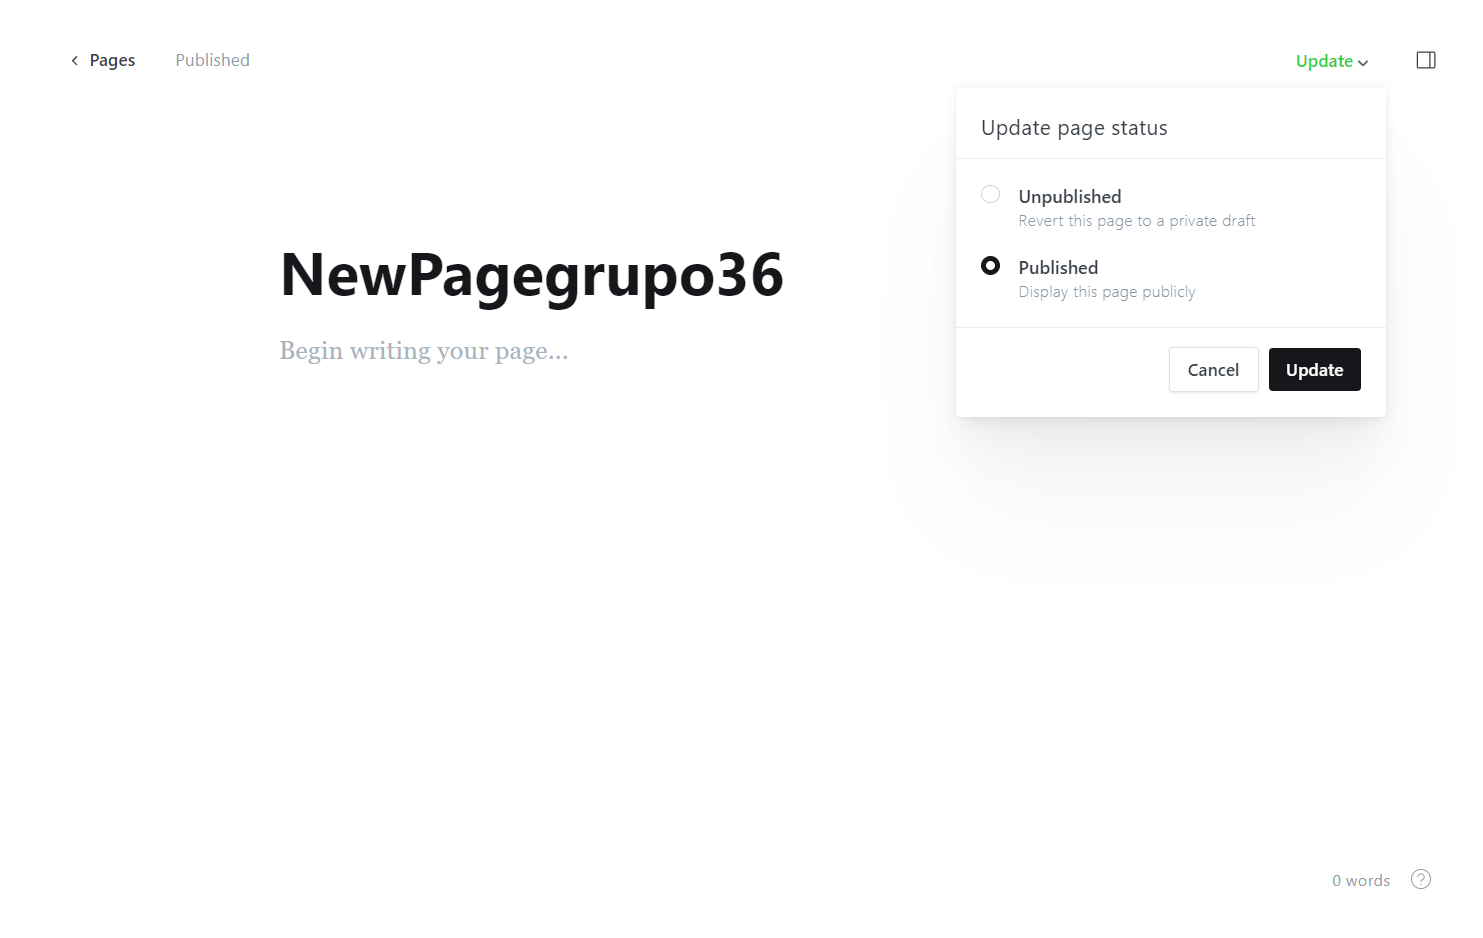 Pages
Published
Update
Update page status
Unpublished
Revert this page to a private draft
Published
Display this page publicly
Cancel
Update
NewPagegrupo36
Begin writing your page...
0 words
?